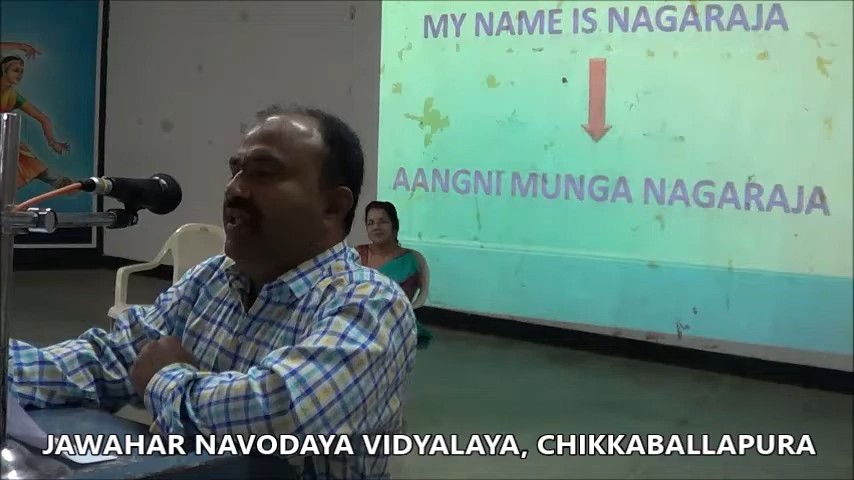 MY NAME IS NAGARAJA
AANGNI MUNGA NAGARAJA
JAWAHAR NAVODAYA VIDYALAYA, CHIKKABALLAPURA